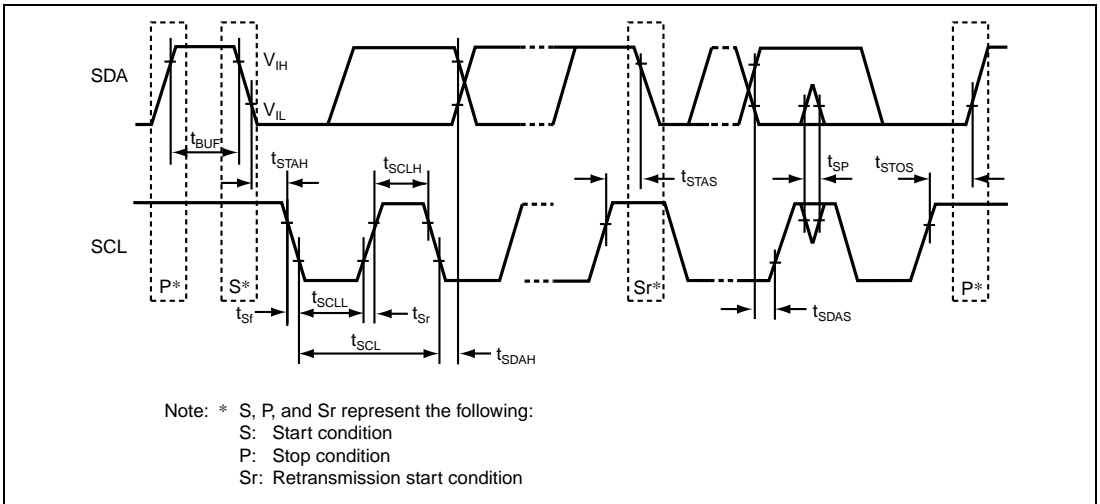 SDA
V_IH
V_IL
t_BUF
t_STAH
t_SCLH
t_STAS
t_SP
t_STOS
SCL
P*
S*
Sr*
P*
t_Sf
t_SCLL
t_Sr
t_SCL
t_SDAH
t_SDAS
Note: * S, P, and Sr represent the following:
S: Start condition
P: Stop condition
Sr: Retransmission start condition